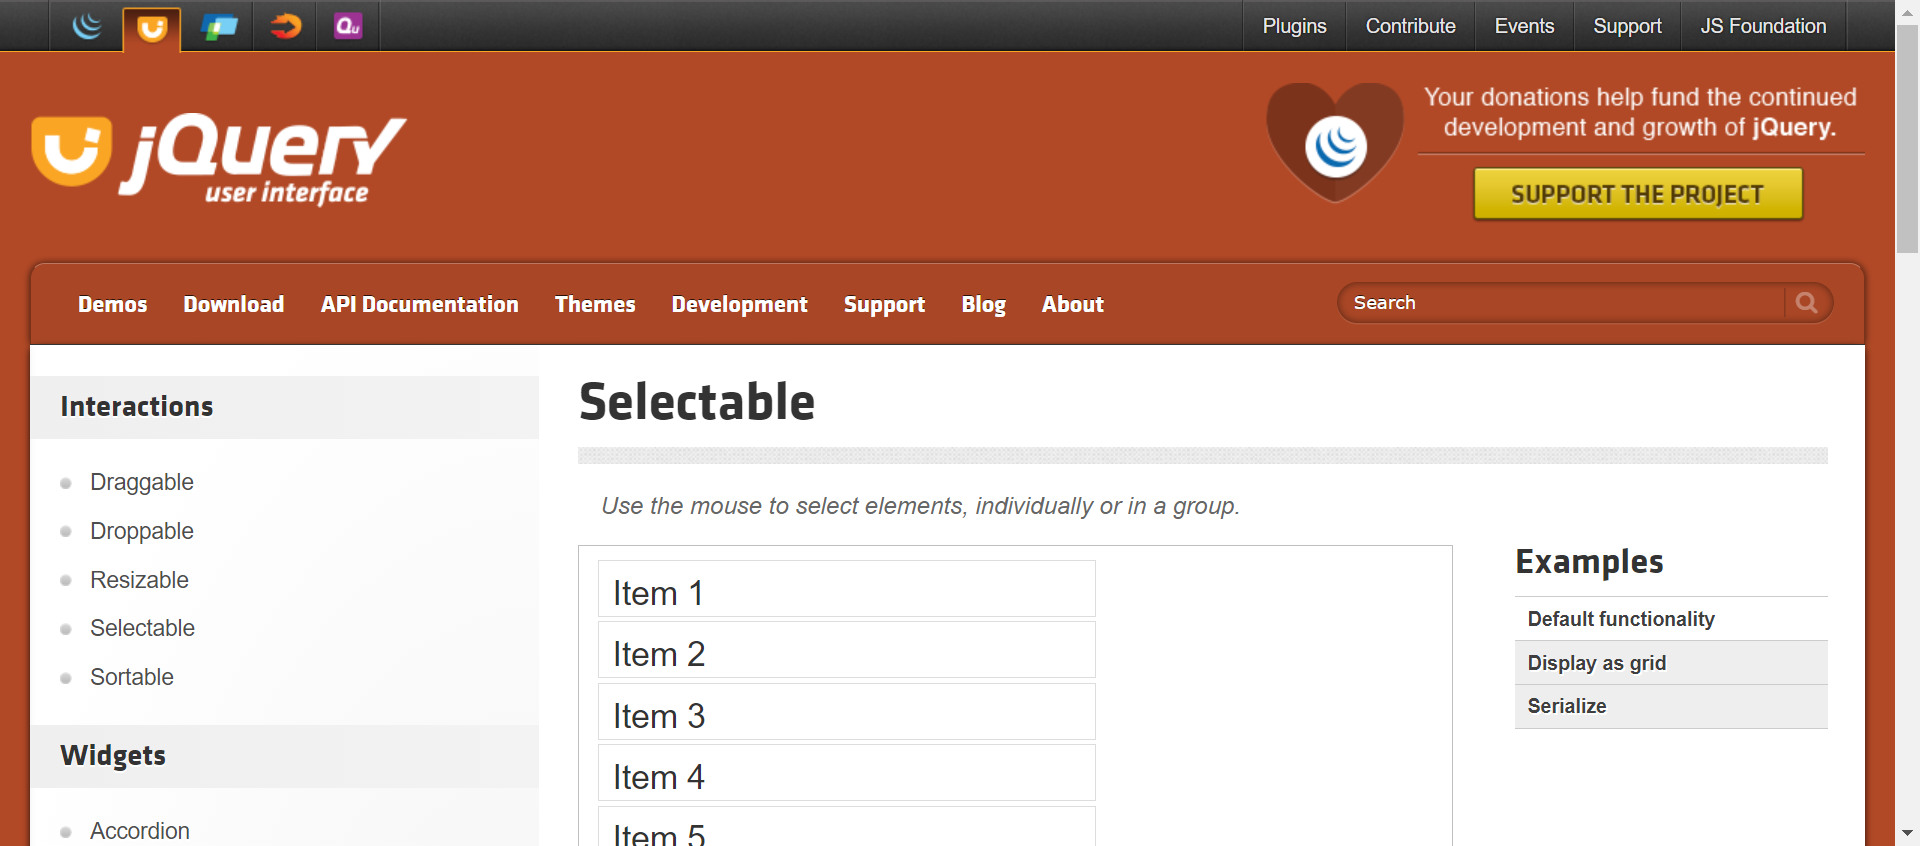 Qu
Plugins Contribute Events Support JS Foundation
jQuery
user interface
Your donations help fund the continued
development and growth of jQuery.
SUPPORT THE PROJECT
Demos Download API Documentation Themes Development Support Blog About Search
Interactions
Draggable
Droppable
Resizable
Selectable
Sortable
Widgets
Accordion
Selectable
Use the mouse to select elements, individually or in a group.
Item 1
Item 2
Item 3
Item 4
Item 5
Examples
Default functionality
Display as grid
Serialize